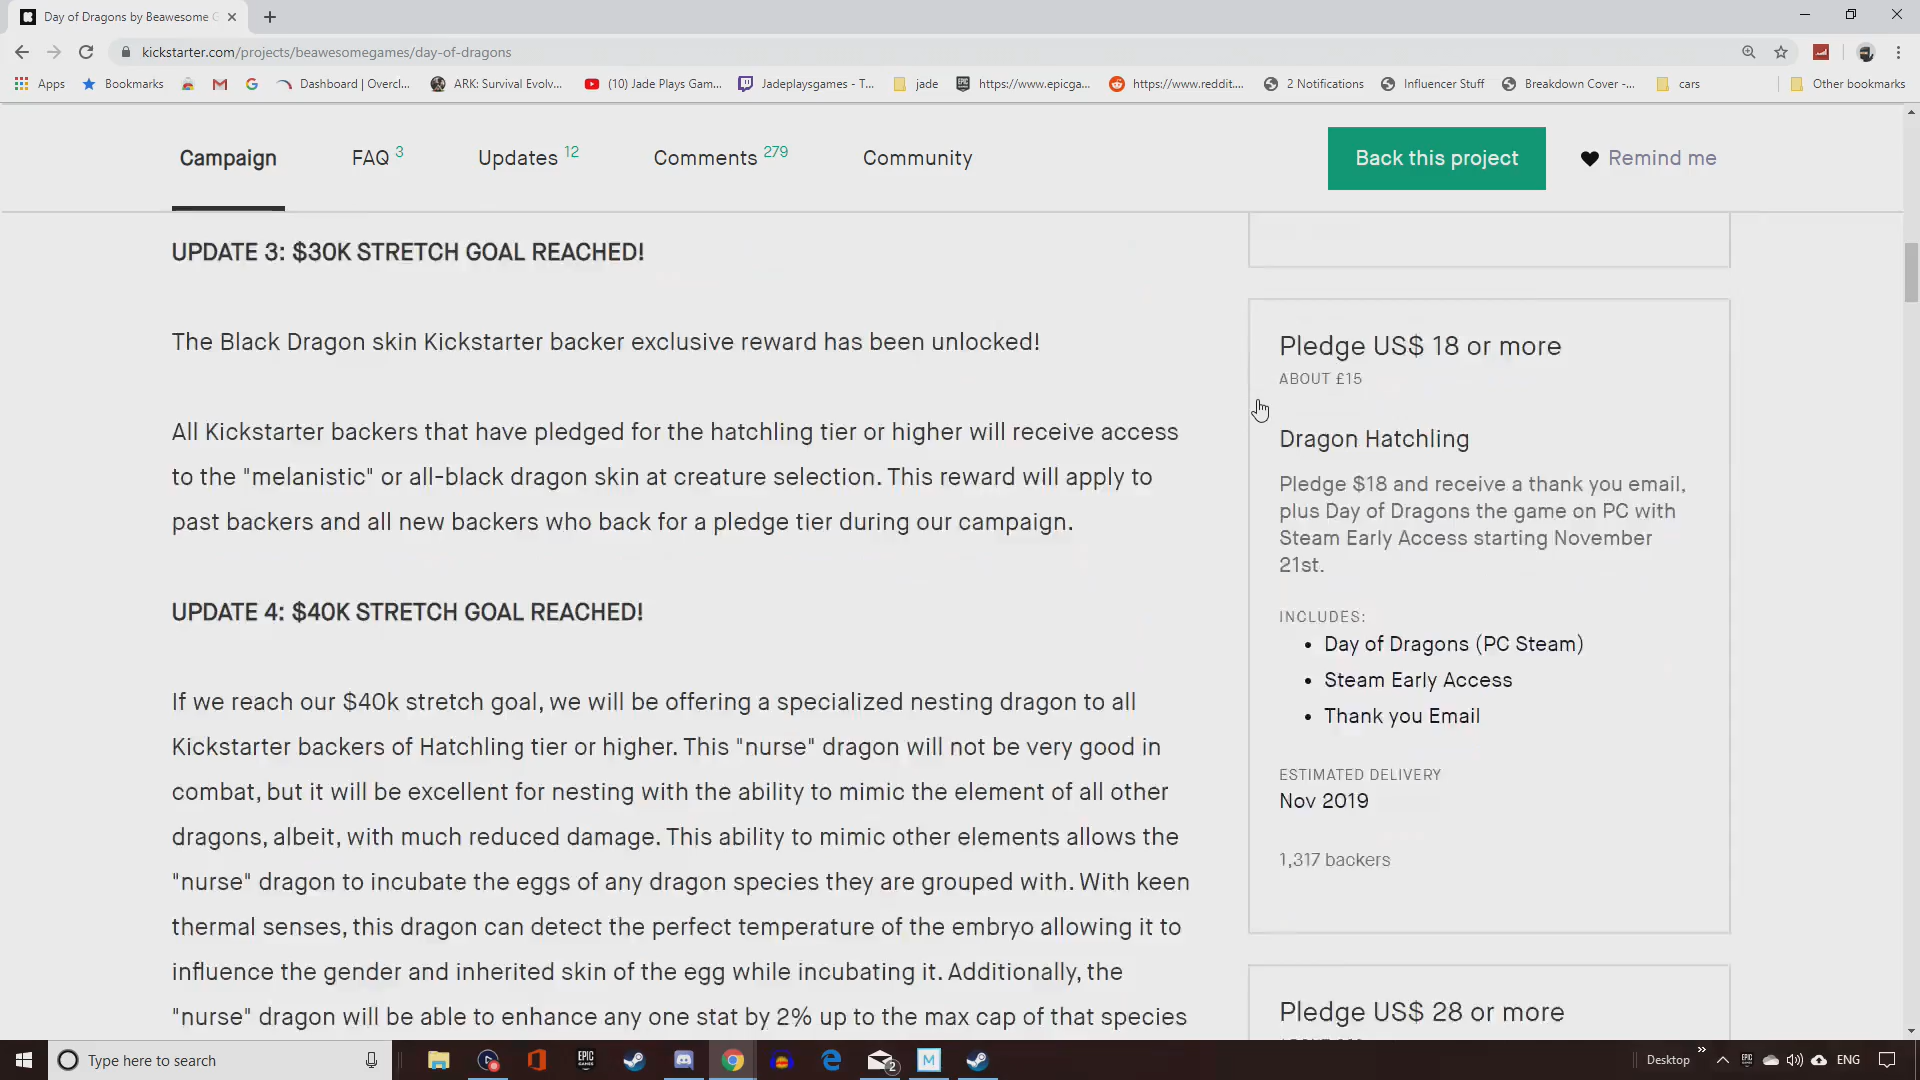 Day of Dragons by Beawesome G
kickstarter.com/projects/beawesomegames/day-of-dragons
Apps
Bookmarks
Dashboard | Overcl...
ARK: Survival Evolv...
(10) Jade Plays Gam...
Jadeplaysgames - T...
jade
https://www.epicga...
https://www.reddit....
2 Notifications
Influencer Stuff
Breakdown Cover -...
cars
Other bookmarks
Campaign
FAQ 3
Updates 12
Comments 279
Community
Back this project
Remind me
UPDATE 3: $30K STRETCH GOAL REACHED!
The Black Dragon skin Kickstarter backer exclusive reward has been unlocked!
All Kickstarter backers that have pledged for the hatchling tier or higher will receive access
to the "melanistic" or all-black dragon skin at creature selection. This reward will apply to
past backers and all new backers who back for a pledge tier during our campaign.
UPDATE 4: $40K STRETCH GOAL REACHED!
If we reach our $40k stretch goal, we will be offering a specialized nesting dragon to all
Kickstarter backers of Hatchling tier or higher. This "nurse" dragon will not be very good in
combat, but it will be excellent for nesting with the ability to mimic the element of all other
dragons, albeit, with much reduced damage. This ability to mimic other elements allows the
"nurse" dragon to incubate the eggs of any dragon species they are grouped with. With keen
thermal senses, this dragon can detect the perfect temperature of the embryo allowing it to
influence the gender and inherited skin of the egg while incubating it. Additionally, the
"nurse" dragon will be able to enhance any one stat by 2% up to the max cap of that species
Pledge US$ 18 or more
ABOUT £15
Dragon Hatchling
Pledge $18 and receive a thank you email,
plus Day of Dragons the game on PC with
Steam Early Access starting November
21st.
INCLUDES:
• Day of Dragons (PC Steam)
• Steam Early Access
• Thank you Email
ESTIMATED DELIVERY
Nov 2019
1,317 backers
Pledge US$ 28 or more
Type here to search
Desktop
ENG